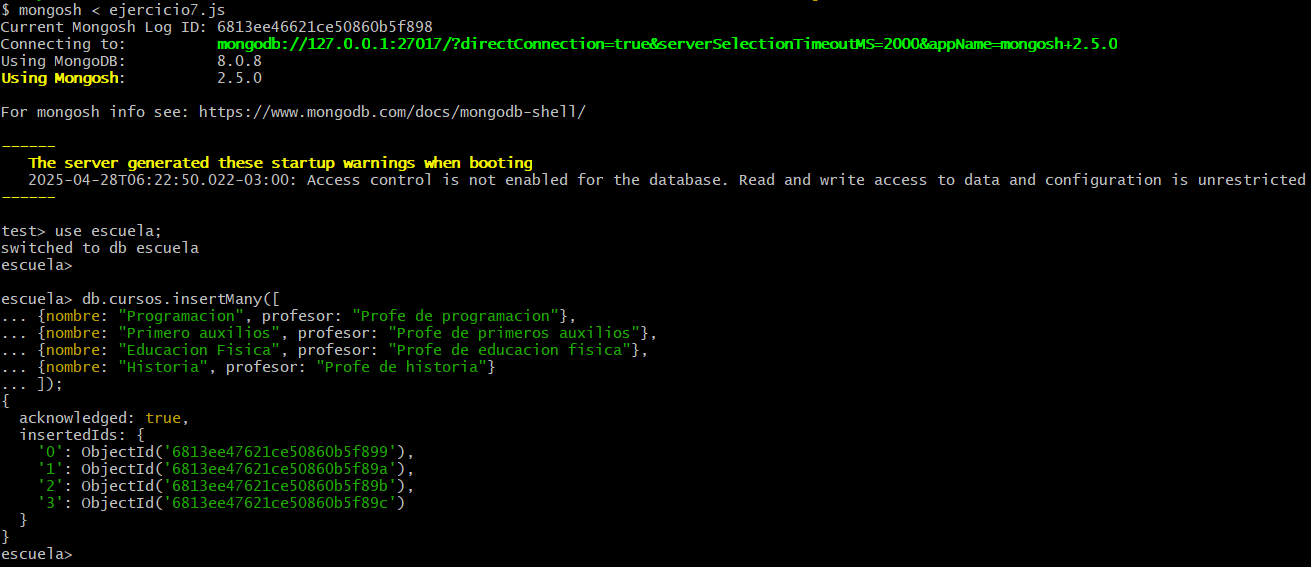 $ mongosh < ejercicio7.js
Current Mongosh Log ID: 6813ee46621ce50860b5f898
Connecting to:          mongodb://127.0.0.1:27017/?directConnection=true&serverSelectionTimeoutMS=2000&appName=mongosh+2.5.0
Using MongoDB:          8.0.8
Using Mongosh:          2.5.0
For mongosh info see: https://www.mongodb.com/docs/mongodb-shell/
------
   The server generated these startup warnings when booting
   2025-04-28T06:22:50.022-03:00: Access control is not enabled for the database. Read and write access to data and configuration is unrestricted
------
test> use escuela;
switched to db escuela
escuela>
escuela> db.cursos.insertMany([
... {nombre: "Programacion", profesor: "Profe de programacion"},
... {nombre: "Primero auxilios", profesor: "Profe de primeros auxilios"},
... {nombre: "Educacion Fisica", profesor: "Profe de educacion fisica"},
... {nombre: "Historia", profesor: "Profe de historia"}
... ]);
{
  acknowledged: true,
  insertedIds: {
    '0': ObjectId('6813ee47621ce50860b5f899'),
    '1': ObjectId('6813ee47621ce50860b5f89a'),
    '2': ObjectId('6813ee47621ce50860b5f89b'),
    '3': ObjectId('6813ee47621ce50860b5f89c')
  }
}
escuela>